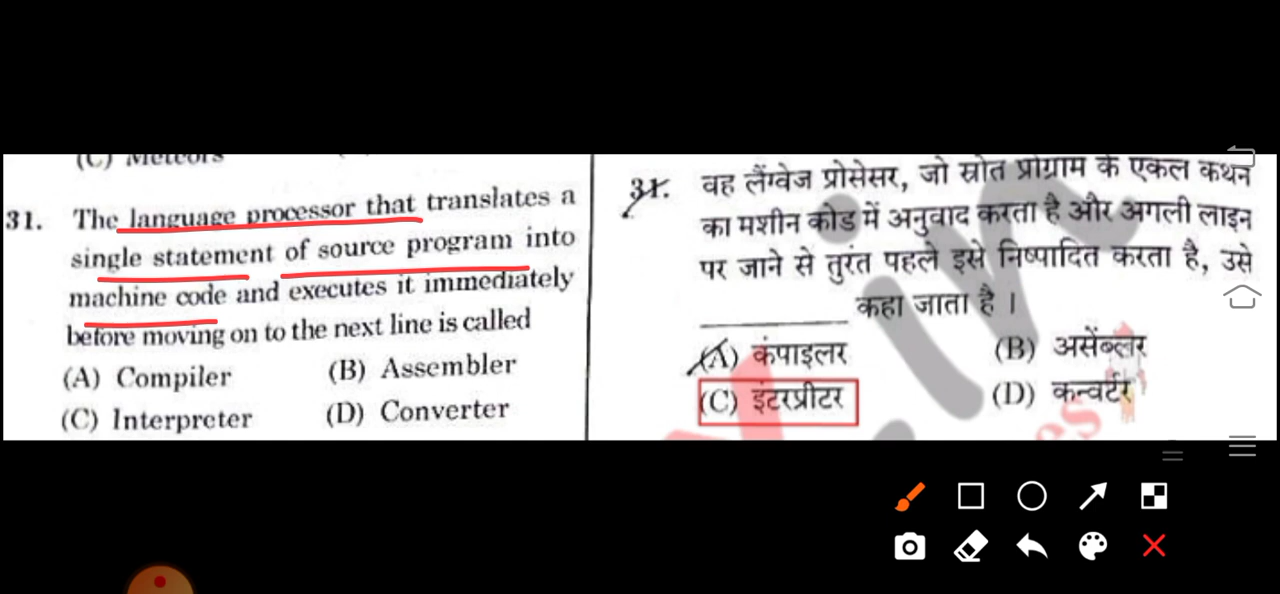 (C) Meteors
31. The language processor that translates a
single statement of source program into
machine code and executes it immediately
before moving on to the next line is called
(A) Compiler (B) Assembler
(C) Interpreter (D) Converter
31. वह लैंग्वेज प्रोसेसर, जो स्रोत प्रोग्राम के एकल कथन
का मशीन कोड में अनुवाद करता है और अगली लाइन
पर जाने से तुरंत पहले इसे निष्पादित करता है, उसे
__________ कहा जाता है ।
(A) कंपाइलर (B) असेंब्लर
(C) इंटरप्रीटर (D) कन्वर्टर